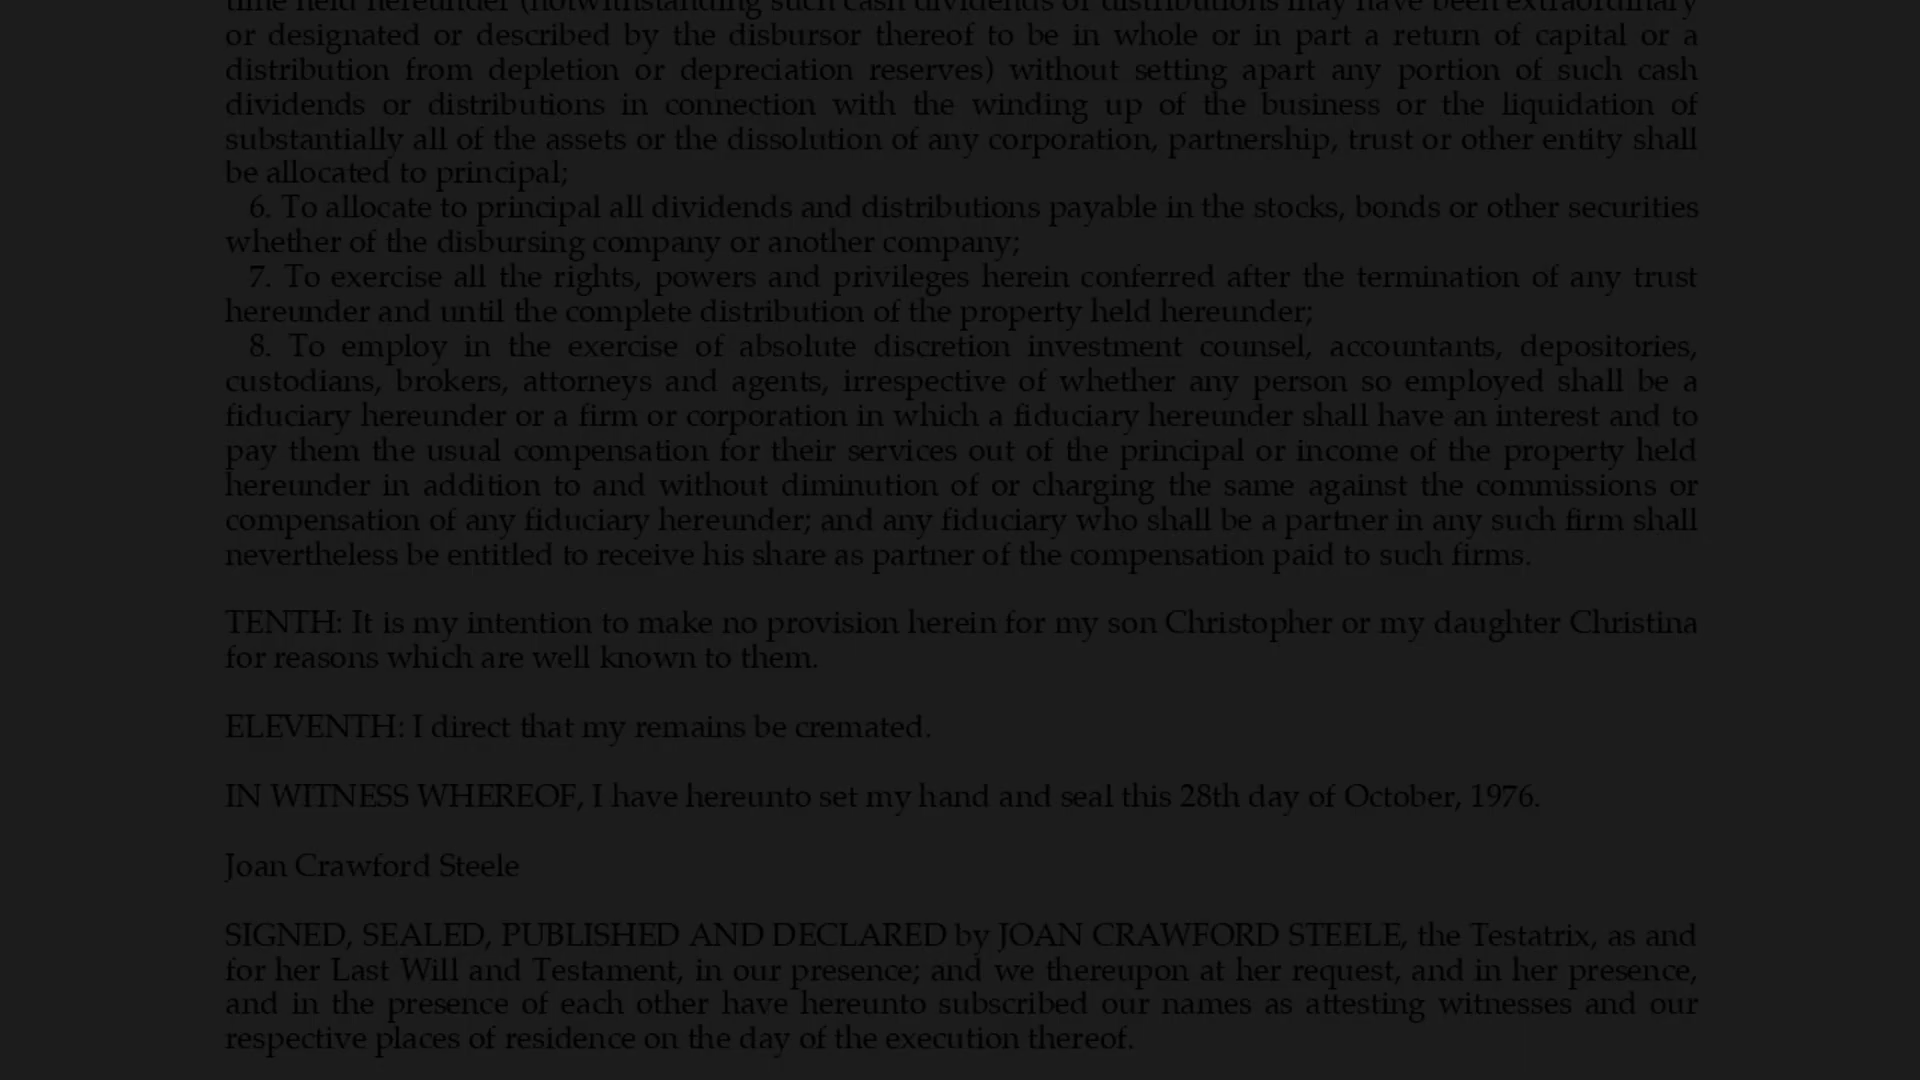 time held hereunder (notwithstanding such cash dividends or distributions may have been extraordinary
or designated or described by the disbursor thereof to be in whole or in part a return of capital or a
distribution from depletion or depreciation reserves) without setting apart any portion of such cash
dividends or distributions in connection with the winding up of the business or the liquidation of
substantially all of the assets or the dissolution of any corporation, partnership, trust or other entity shall
be allocated to principal;
6. To allocate to principal all dividends and distributions payable in the stocks, bonds or other securities
whether of the disbursing company or another company;
7. To exercise all the rights, powers and privileges herein conferred after the termination of any trust
hereunder and until the complete distribution of the property held hereunder;
8. To employ in the exercise of absolute discretion investment counsel, accountants, depositories,
custodians, brokers, attorneys and agents, irrespective of whether any person so employed shall be a
fiduciary hereunder or a firm or corporation in which a fiduciary hereunder shall have an interest and to
pay them the usual compensation for their services out of the principal or income of the property held
hereunder in addition to and without diminution of or charging the same against the commissions or
compensation of any fiduciary hereunder; and any fiduciary who shall be a partner in any such firm shall
nevertheless be entitled to receive his share as partner of the compensation paid to such firms.
TENTH: It is my intention to make no provision herein for my son Christopher or my daughter Christina
for reasons which are well known to them.
ELEVENTH: I direct that my remains be cremated.
IN WITNESS WHEREOF, I have hereunto set my hand and seal this 28th day of October, 1976.
Joan Crawford Steele
SIGNED, SEALED, PUBLISHED AND DECLARED by JOAN CRAWFORD STEELE, the Testatrix, as and
for her Last Will and Testament, in our presence; and we thereupon at her request, and in her presence,
and in the presence of each other have hereunto subscribed our names as attesting witnesses and our
respective places of residence on the day of the execution thereof.